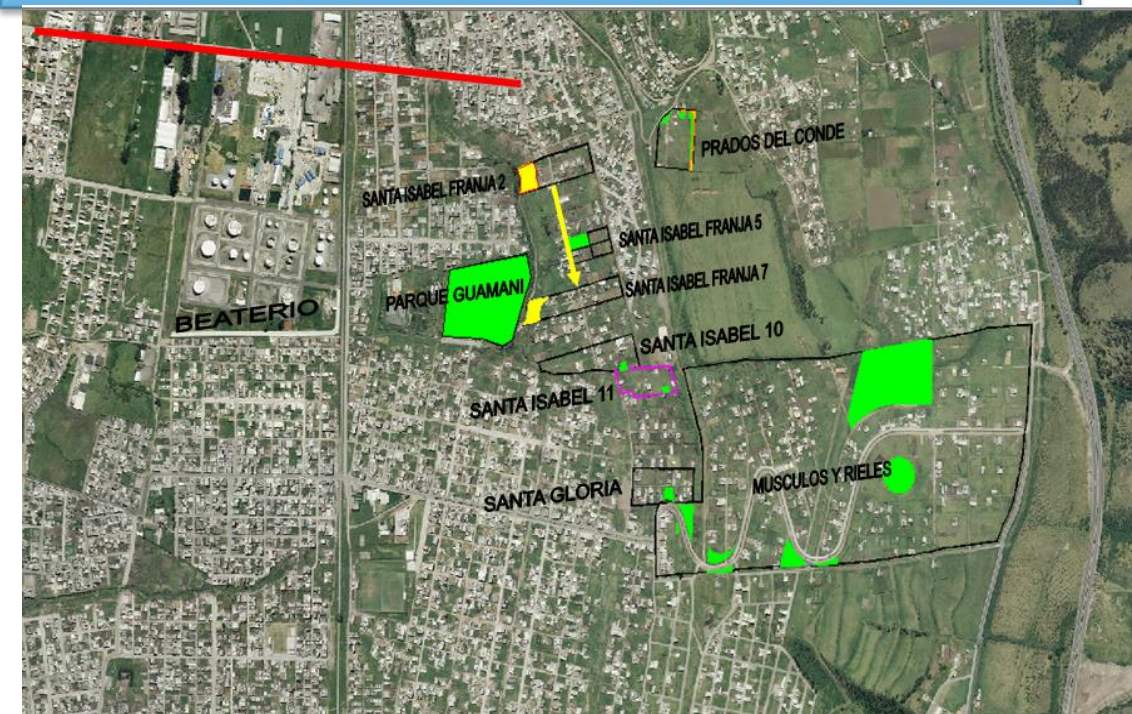 PRADOS DEL CONDE
SANTA ISABEL FRANJA 2
SANTA ISABEL FRANJA 5
SANTA ISABEL FRANJA 7
PARQUE GUAMANI
BEATERIO
SANTA ISABEL 10
SANTA ISABEL 11
SANTA GLORIA
MUSCULOS Y RIELES